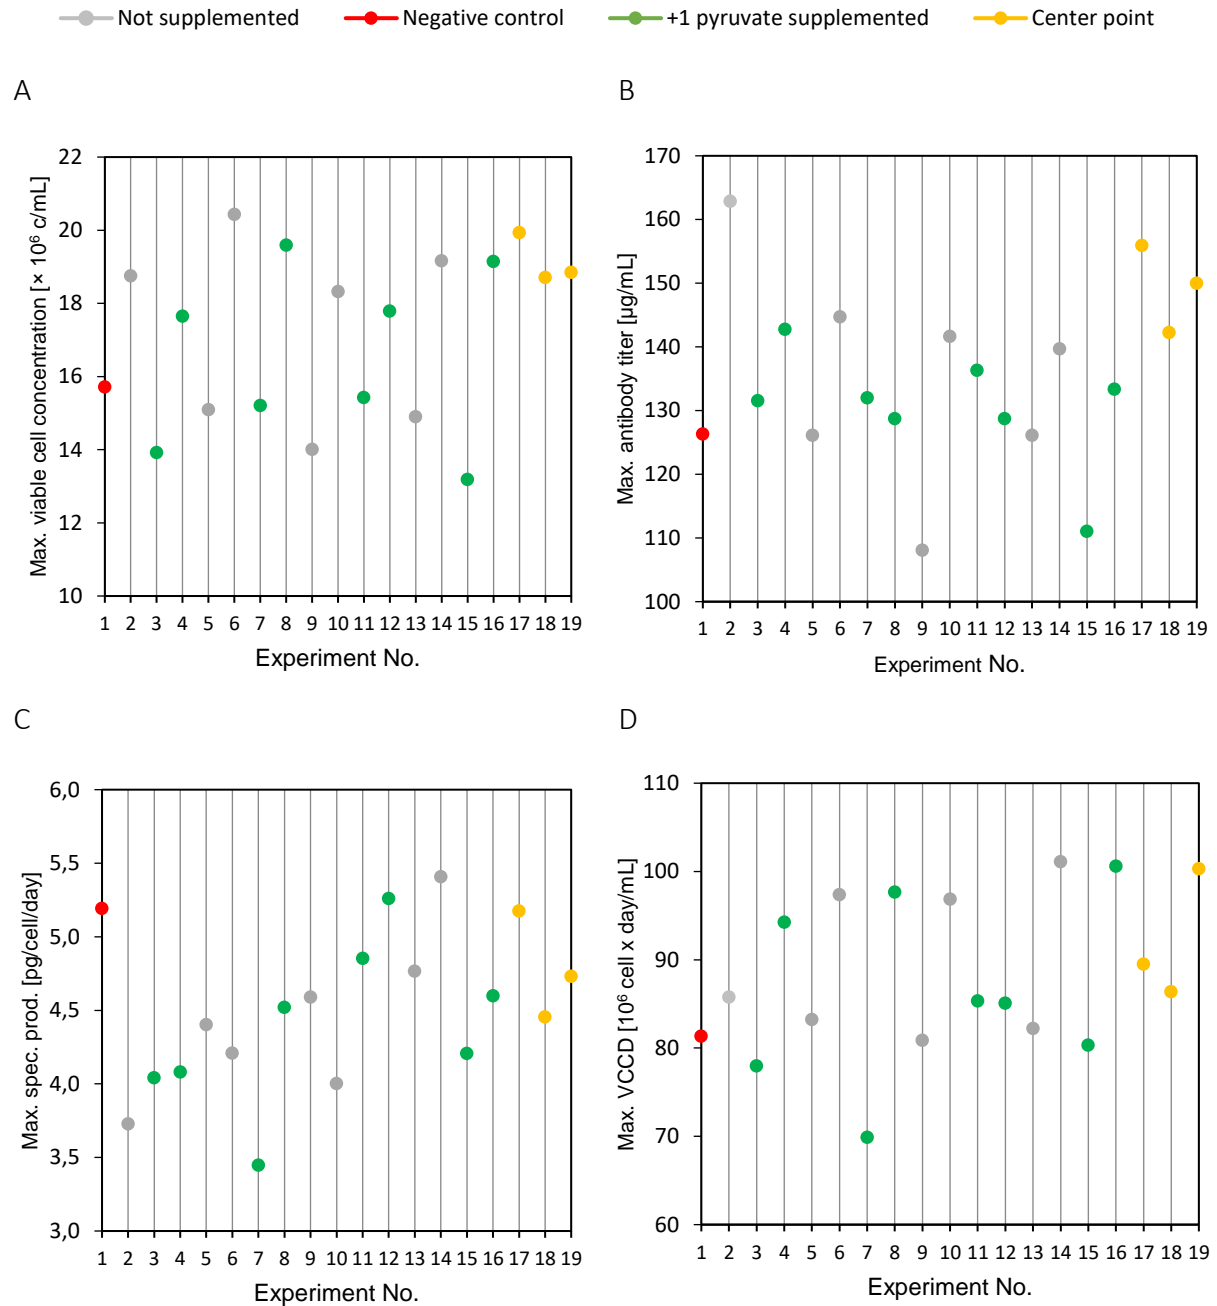 Not supplemented Negative control +1 pyruvate supplemented Center point
A
Max. viable cell concentration [× 10⁶ c/mL]
22
20
18
16
14
12
10
1 2 3 4 5 6 7 8 9 10 11 12 13 14 15 16 17 18 19
Experiment No.
B
Max. antibody titer [µg/mL]
170
160
150
140
130
120
110
100
1 2 3 4 5 6 7 8 9 10 11 12 13 14 15 16 17 18 19
Experiment No.
C
Max. spec. prod. [pg/cell/day]
6,0
5,5
5,0
4,5
4,0
3,5
3,0
1 2 3 4 5 6 7 8 9 10 11 12 13 14 15 16 17 18 19
Experiment No.
D
Max. VCCD [10⁶ cell x day/mL]
110
100
90
80
70
60
1 2 3 4 5 6 7 8 9 10 11 12 13 14 15 16 17 18 19
Experiment No.